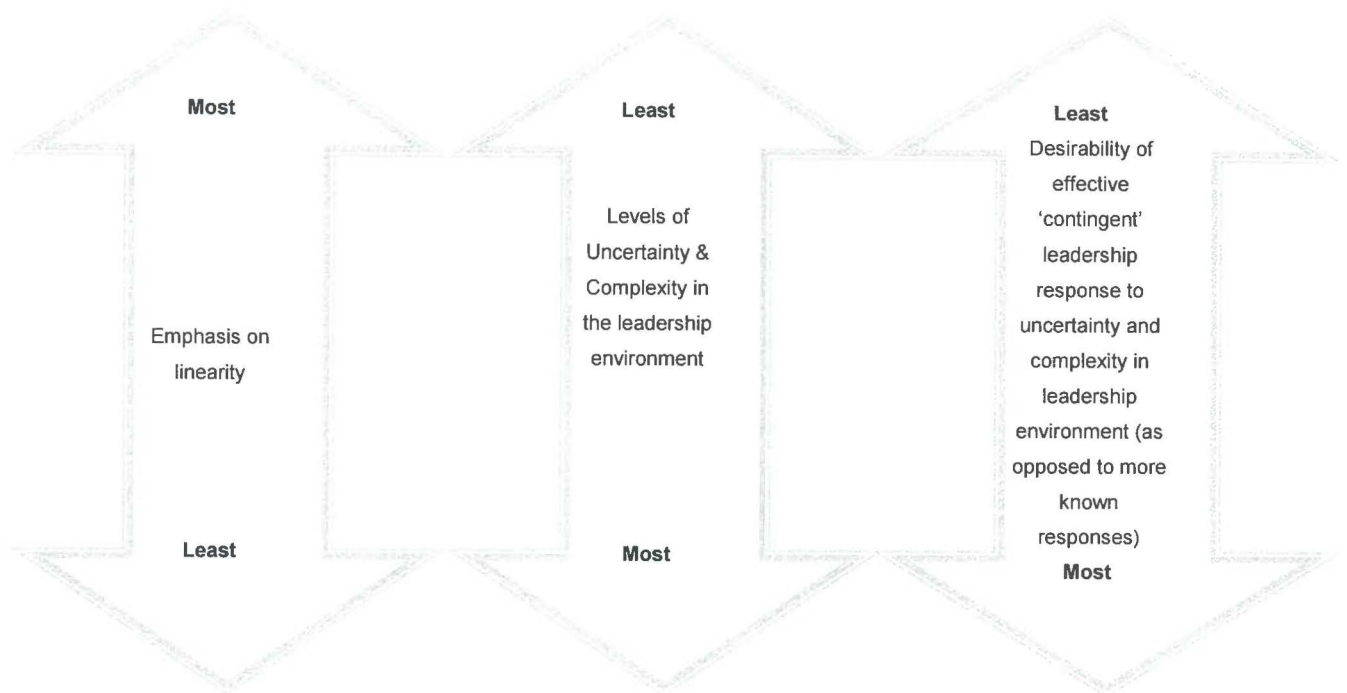 Most
Emphasis on
linearity
Least
Least
Levels of
Uncertainty &
Complexity in
the leadership
environment
Most
Least
Desirability of
effective
‘contingent’
leadership
response to
uncertainty and
complexity in
leadership
environment (as
opposed to more
known
responses)
Most